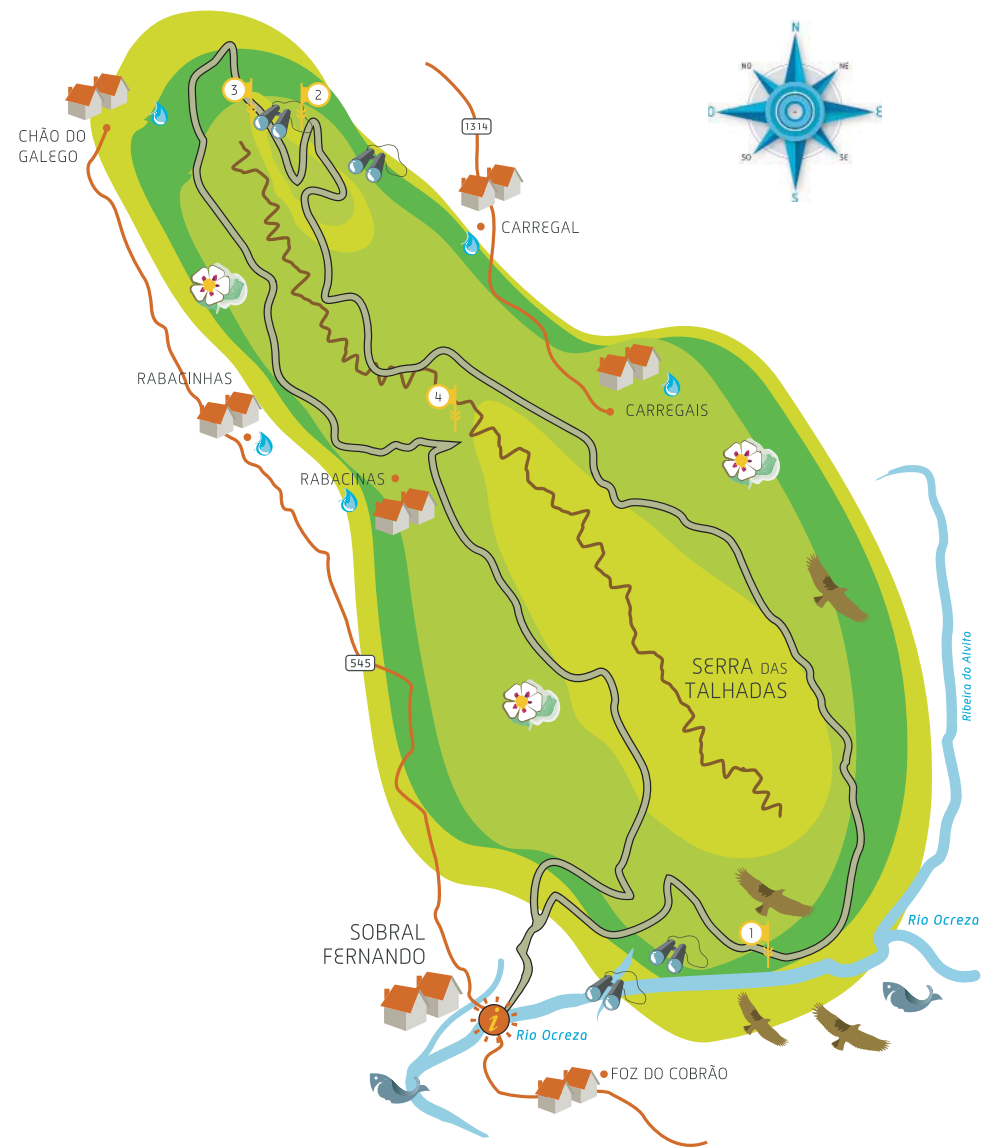 N
NO
NE
O
E
SO
SE
S
3
2
1314
CHÃO DO
GALEGO
CARREGAL
RABACINHAS
4
CARREGAIS
RABACINAS
545
SERRA DAS
TALHADAS
Ribeira do Alvito
1
Rio Ocreza
SOBRAL
FERNANDO
i
Rio Ocreza
FOZ DO COBRÃO